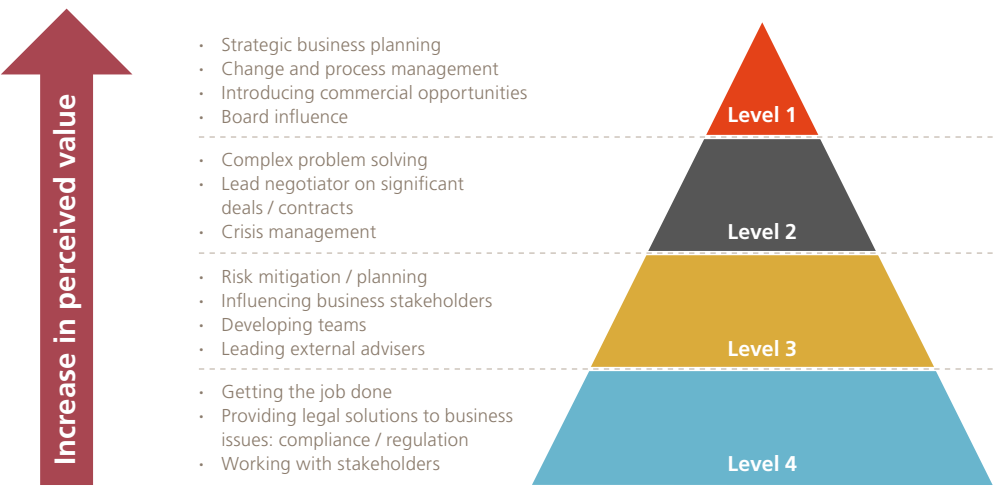 Increase in perceived value
· Strategic business planning
· Change and process management
· Introducing commercial opportunities
· Board influence
Level 1
· Complex problem solving
· Lead negotiator on significant
deals / contracts
· Crisis management
Level 2
· Risk mitigation / planning
· Influencing business stakeholders
· Developing teams
· Leading external advisers
Level 3
· Getting the job done
· Providing legal solutions to business
issues: compliance / regulation
· Working with stakeholders
Level 4